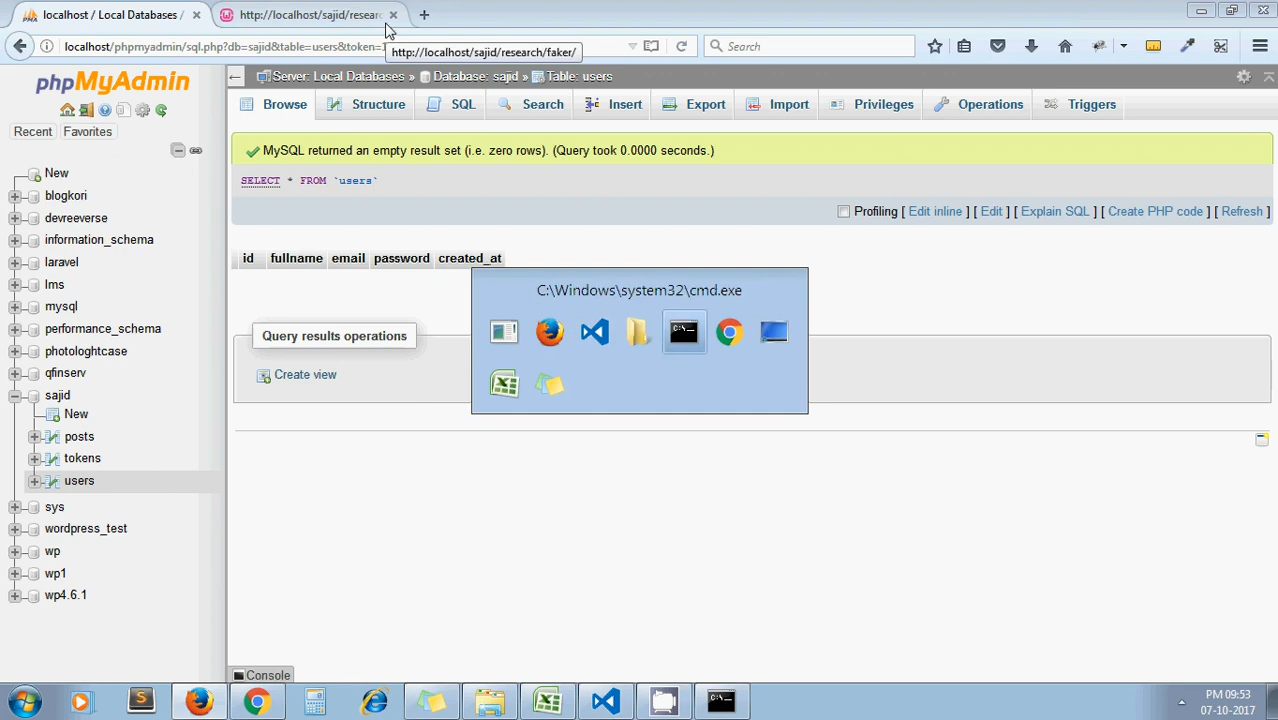 localhost / Local Databases /
http://localhost/sajid/resear
localhost/phpmyadmin/sql.php?db=sajid&table=users&token=
http://localhost/sajid/research/faker/
Search
phpMyAdmin
Recent
Favorites
New
blogkori
devreeverse
information_schema
laravel
lms
mysql
performance_schema
photologhtcase
qfinserv
sajid
New
posts
tokens
users
sys
wordpress_test
wp
wp1
wp4.6.1
Server: Local Databases » Database: sajid » Table: users
Browse Structure SQL Search Insert Export Import Privileges Operations Triggers
MySQL returned an empty result set (i.e. zero rows). (Query took 0.0000 seconds.)
SELECT * FROM `users`
Profiling [ Edit inline ] [ Edit ] [ Explain SQL ] [ Create PHP code ] [ Refresh ]
id fullname email password created_at
C:\Windows\system32\cmd.exe
Query results operations
Create view
Console
PM 09:53
07-10-2017